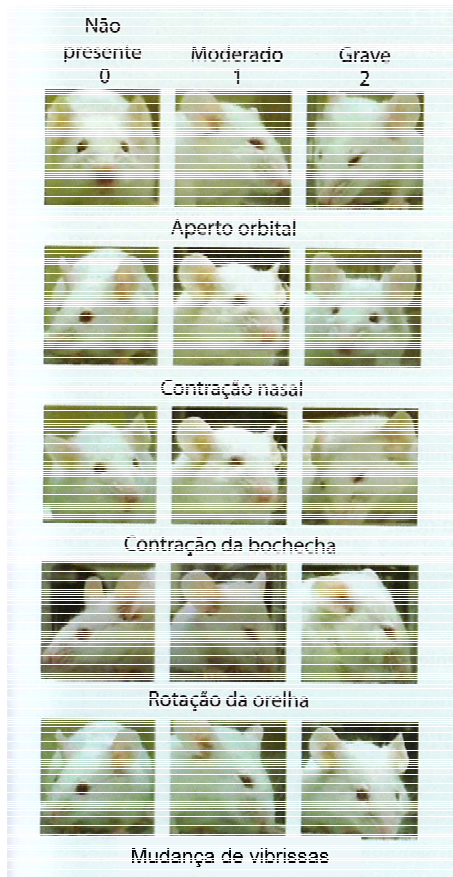 Não
presente Moderado Grave
0 1 2
Aperto orbital
Contração nasal
Contração da bochecha
Rotação da orelha
Mudança de vibrissas